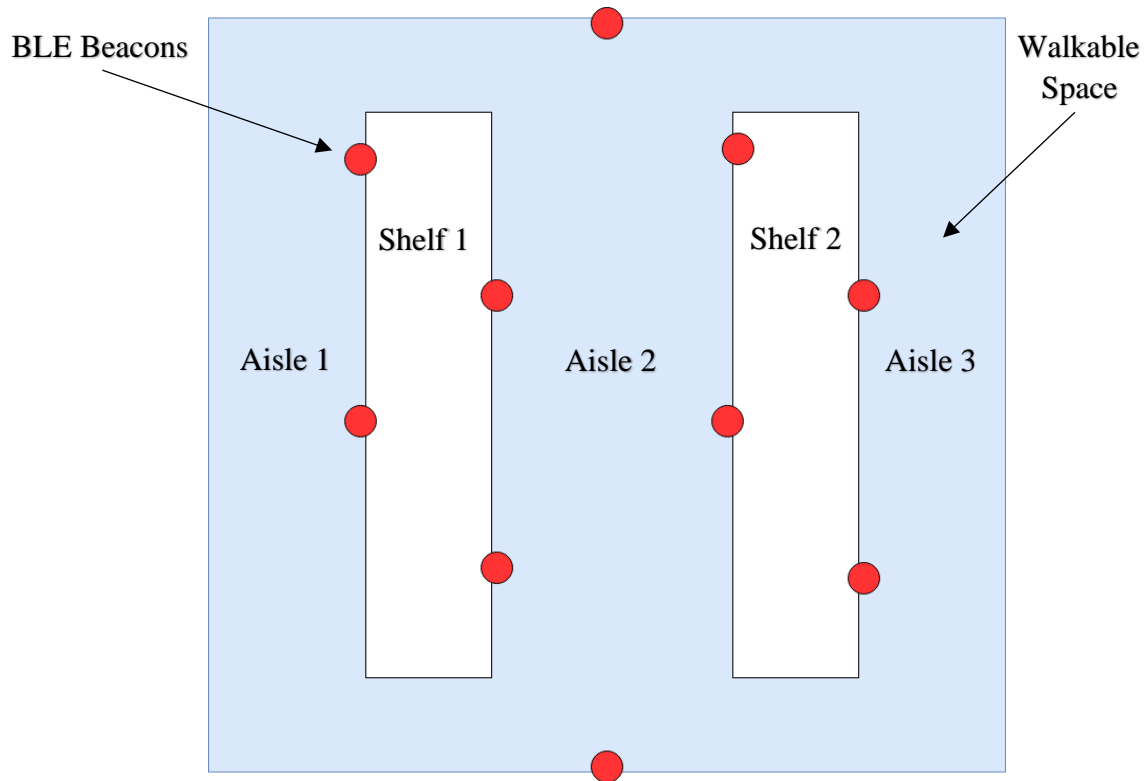 BLE Beacons
Walkable
Space
Shelf 1
Shelf 2
Aisle 1
Aisle 2
Aisle 3